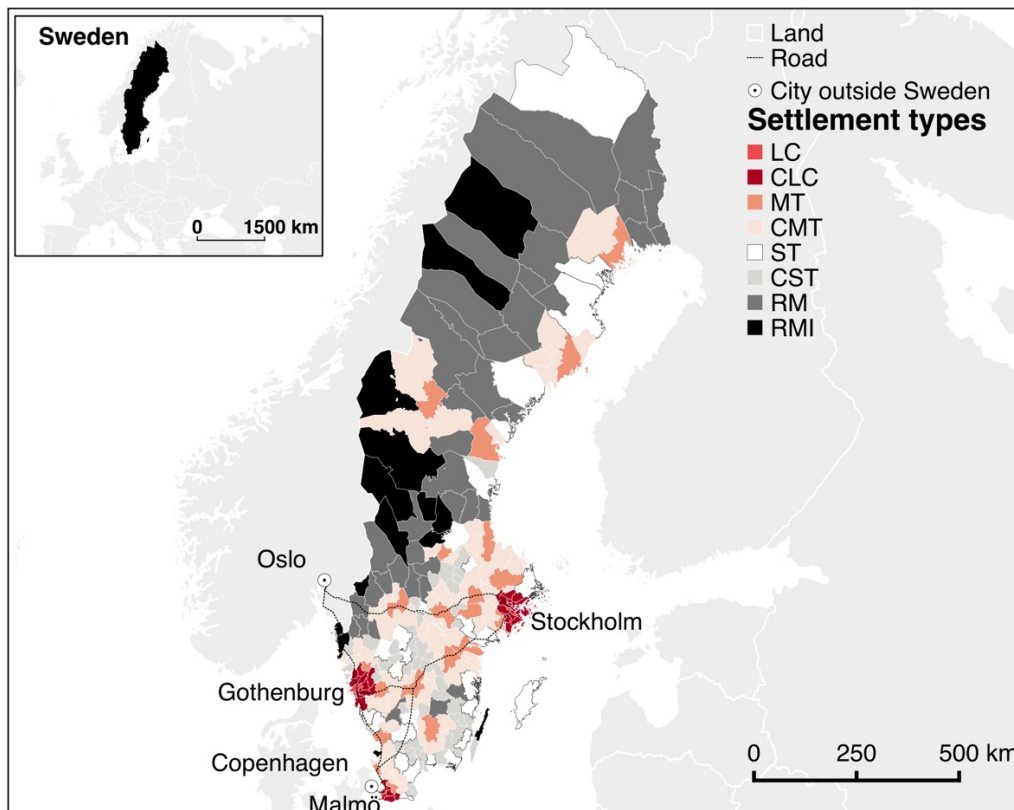 Sweden
0 1500 km
Land
Road
City outside Sweden
Settlement types
LC
CLC
MT
CMT
ST
CST
RM
RMI
Oslo
Stockholm
Gothenburg
Copenhagen
Malmö
0 250 500 km